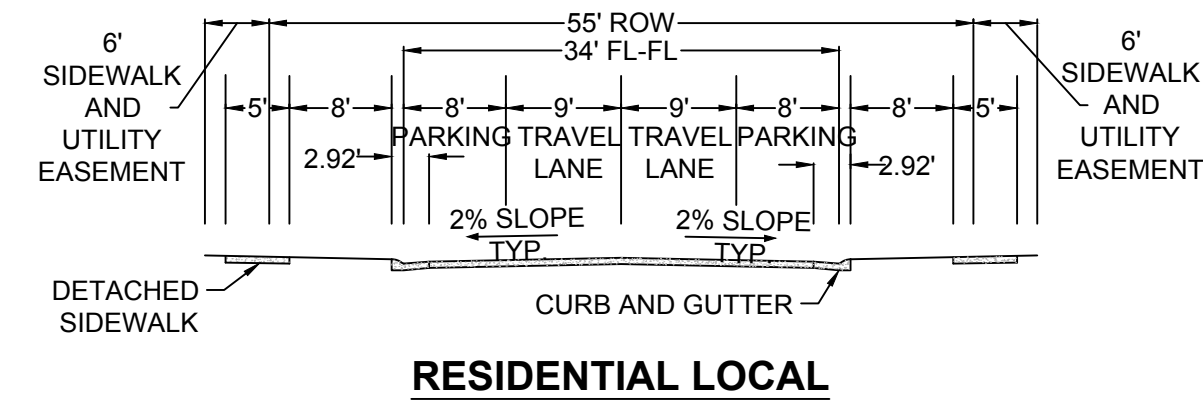 55' ROW
34' FL-FL
6'
SIDEWALK
AND
UTILITY
EASEMENT
6'
SIDEWALK
AND
UTILITY
EASEMENT
5'
8'
8'
9'
9'
8'
8'
5'
PARKING
TRAVEL
LANE
TRAVEL
LANE
PARKING
2.92'
2.92'
2% SLOPE
TYP.
2% SLOPE
TYP.
DETACHED
SIDEWALK
CURB AND GUTTER
RESIDENTIAL LOCAL